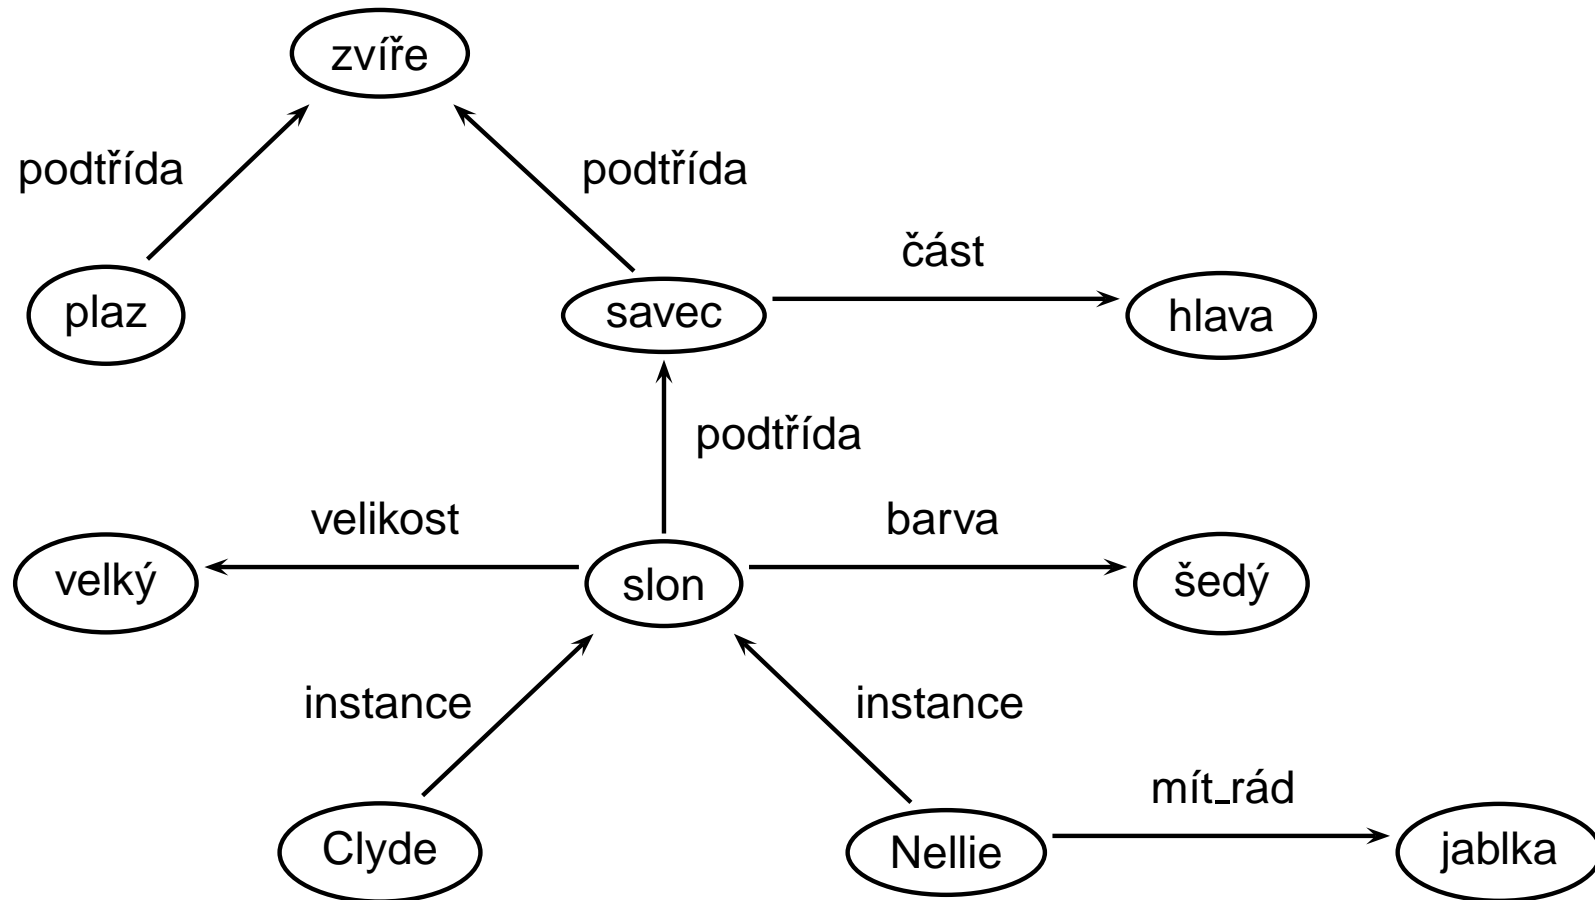 zvíře
podtřída
podtřída
část
plaz
savec
hlava
podtřída
velikost
barva
velký
slon
šedý
instance
instance
mít_rád
Clyde
Nellie
jablka